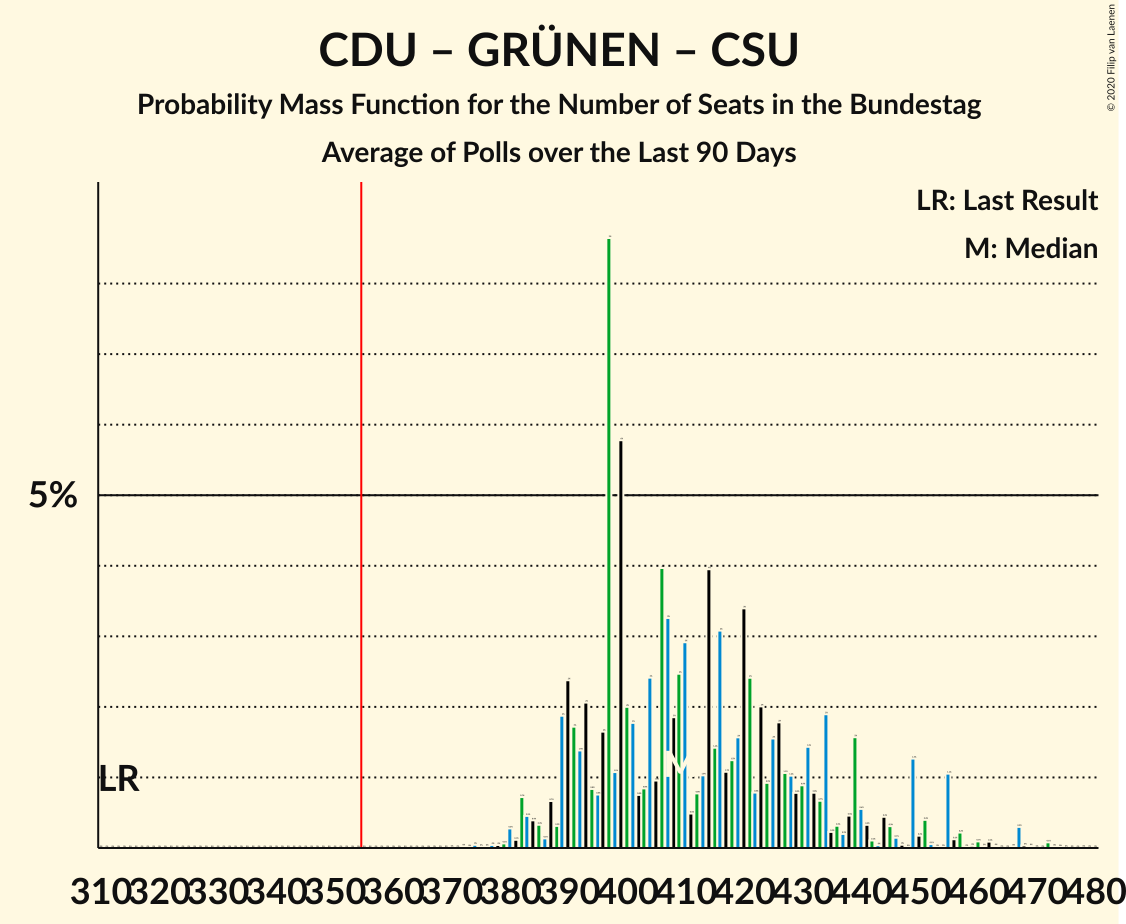 CDU – GRÜNEN – CSU
Probability Mass Function for the Number of Seats in the Bundestag
Average of Polls over the Last 90 Days
© 2020 Filip van Laenen
LR: Last Result
M: Median
5%
LR
M
310 320 330 340 350 360 370 380 390 400 410 420 430 440 450 460 470 480